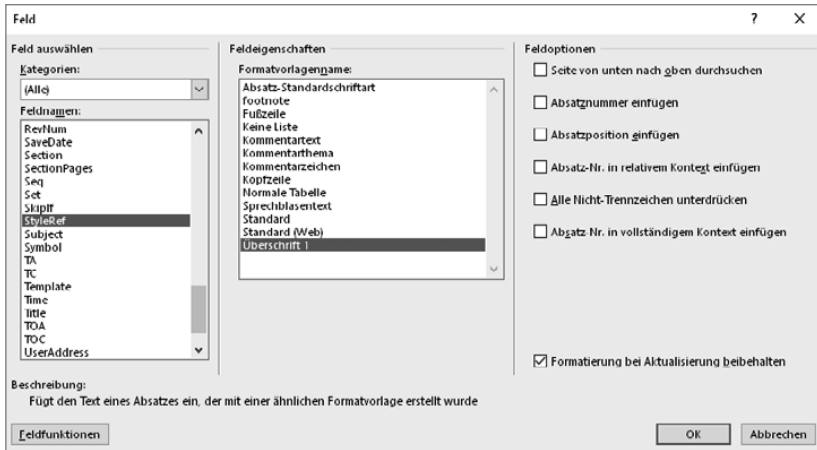 Feld
? X
Feld auswählen
Kategorien:
(Alle)
Feldnamen:
RevNum
SaveDate
Section
SectionPages
Seq
Set
SkipIf
StyleRef
Subject
Symbol
TA
TC
Template
Time
Title
TOA
TOC
UserAddress
Feldeigenschaften
Formatvorlagenname:
Absatz-Standardschriftart
footnote
Fußzeile
Keine Liste
Kommentartext
Kommentarthema
Kommentarzeichen
Kopfzeile
Normale Tabelle
Sprechblasentext
Standard
Standard (Web)
Überschrift 1
Feldoptionen
Seite von unten nach oben durchsuchen
Absatznummer einfügen
Absatzposition einfügen
Absatz-Nr. in relativem Kontext einfügen
Alle Nicht-Trennzeichen unterdrücken
Absatz-Nr. in vollständigem Kontext einfügen
Formatierung bei Aktualisierung beibehalten
Beschreibung:
Fügt den Text eines Absatzes ein, der mit einer ähnlichen Formatvorlage erstellt wurde
Feldfunktionen
OK
Abbrechen